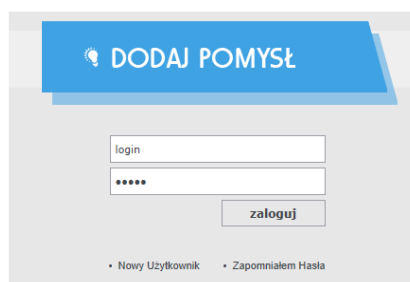 DODAJ POMYSŁ
login
•••••
zaloguj
• Nowy Użytkownik • Zapomniałem Hasła